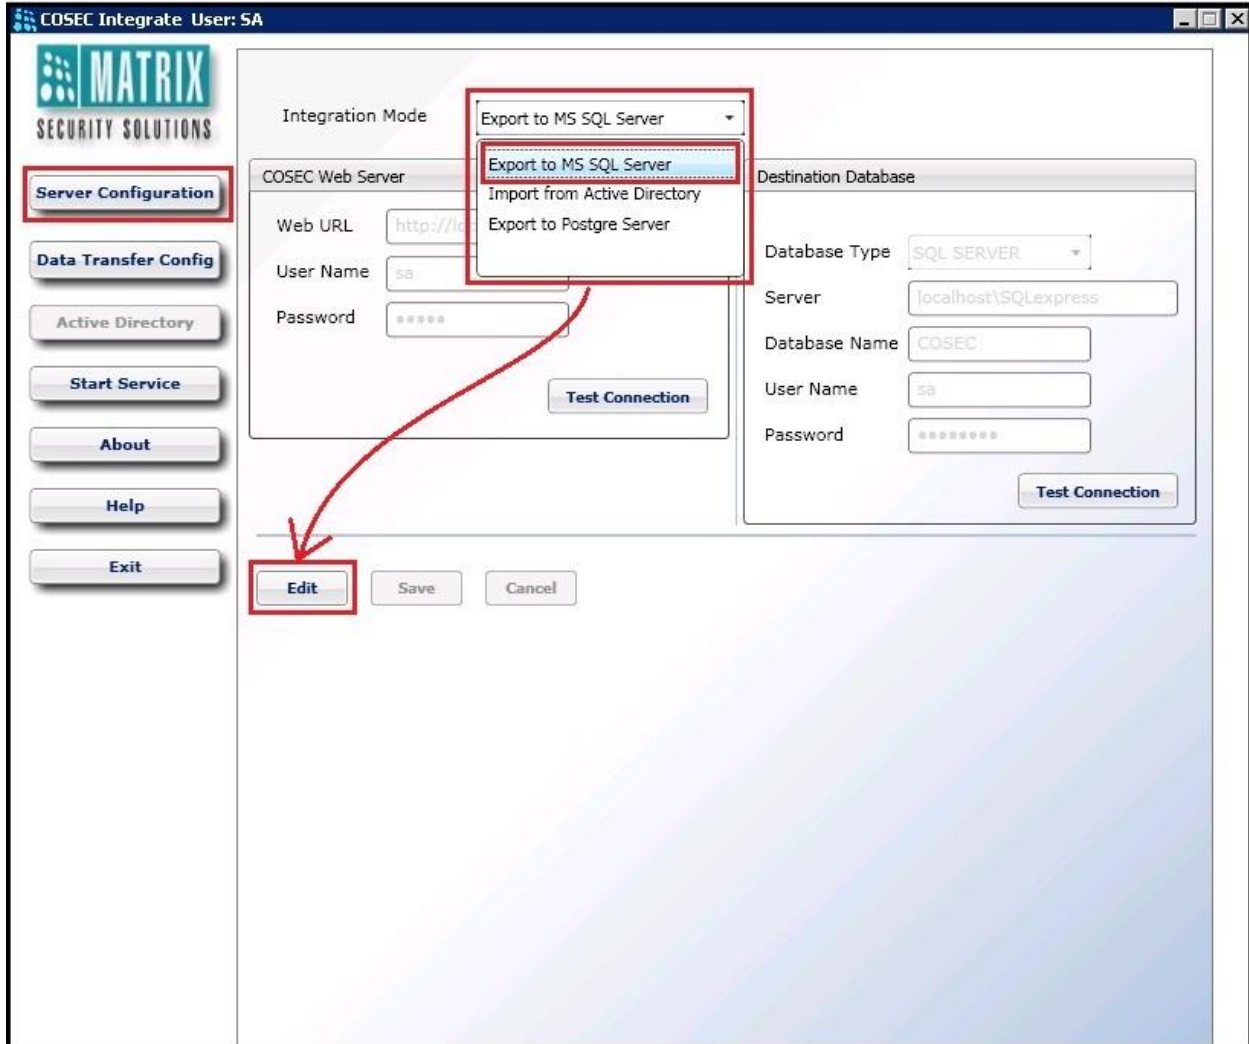 COSEC Integrate User: SA
MATRIX
SECURITY SOLUTIONS
Server Configuration
Data Transfer Config
Active Directory
Start Service
About
Help
Exit
Integration Mode
Export to MS SQL Server
Export to MS SQL Server
Import from Active Directory
Export to Postgre Server
COSEC Web Server
Web URL
User Name
sa
Password
Test Connection
Destination Database
Database Type
SQL SERVER
Server
localhost\SQLexpress
Database Name
COSEC
User Name
sa
Password
Test Connection
Edit
Save
Cancel